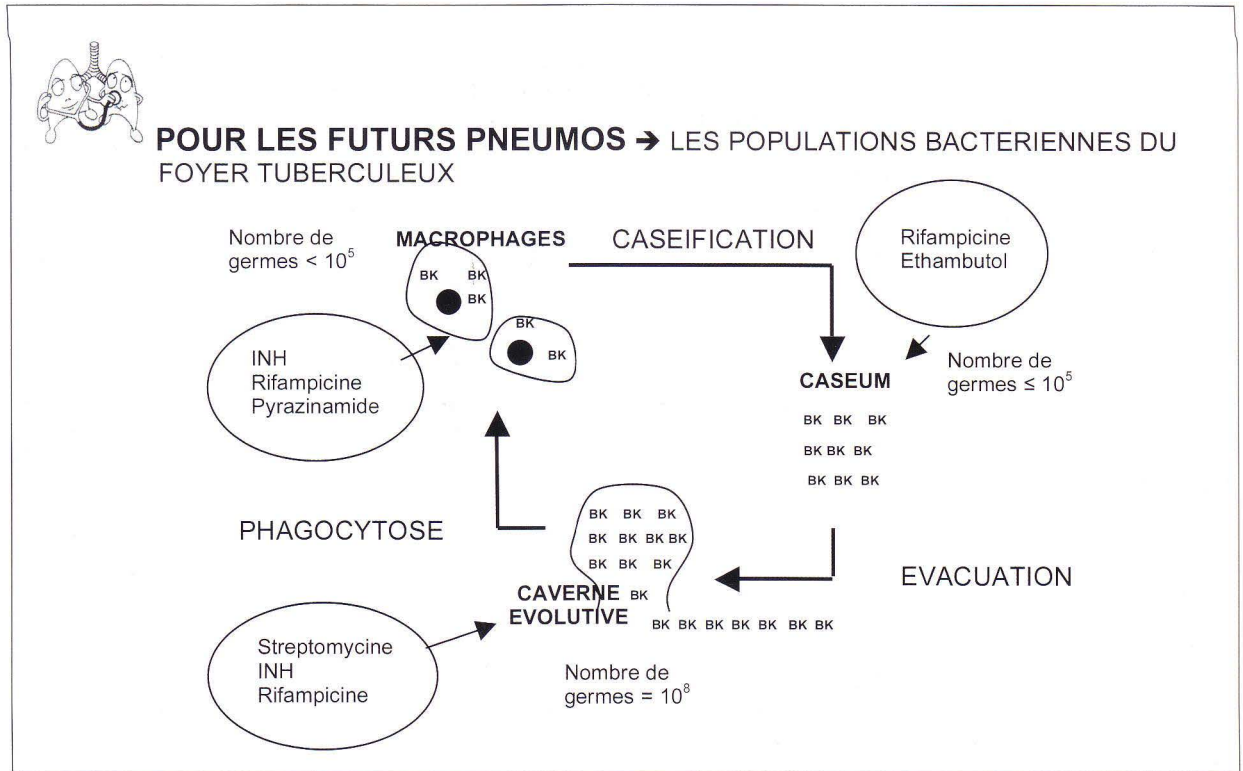 POUR LES FUTURS PNEUMOS → LES POPULATIONS BACTERIENNES DU
FOYER TUBERCULEUX
Nombre de
germes < 10⁵
MACROPHAGES
CASEIFICATION
Rifampicine
Ethambutol
BK BK
BK
BK
BK
INH
Rifampicine
Pyrazinamide
Nombre de
germes ≤ 10⁵
CASEUM
BK BK BK
BK BK BK
BK BK BK
PHAGOCYTOSE
BK BK BK
BK BK BK BK
BK BK BK
EVACUATION
CAVERNE BK
EVOLUTIVE BK BK BK BK BK BK BK
Streptomycine
INH
Rifampicine
Nombre de
germes = 10⁸